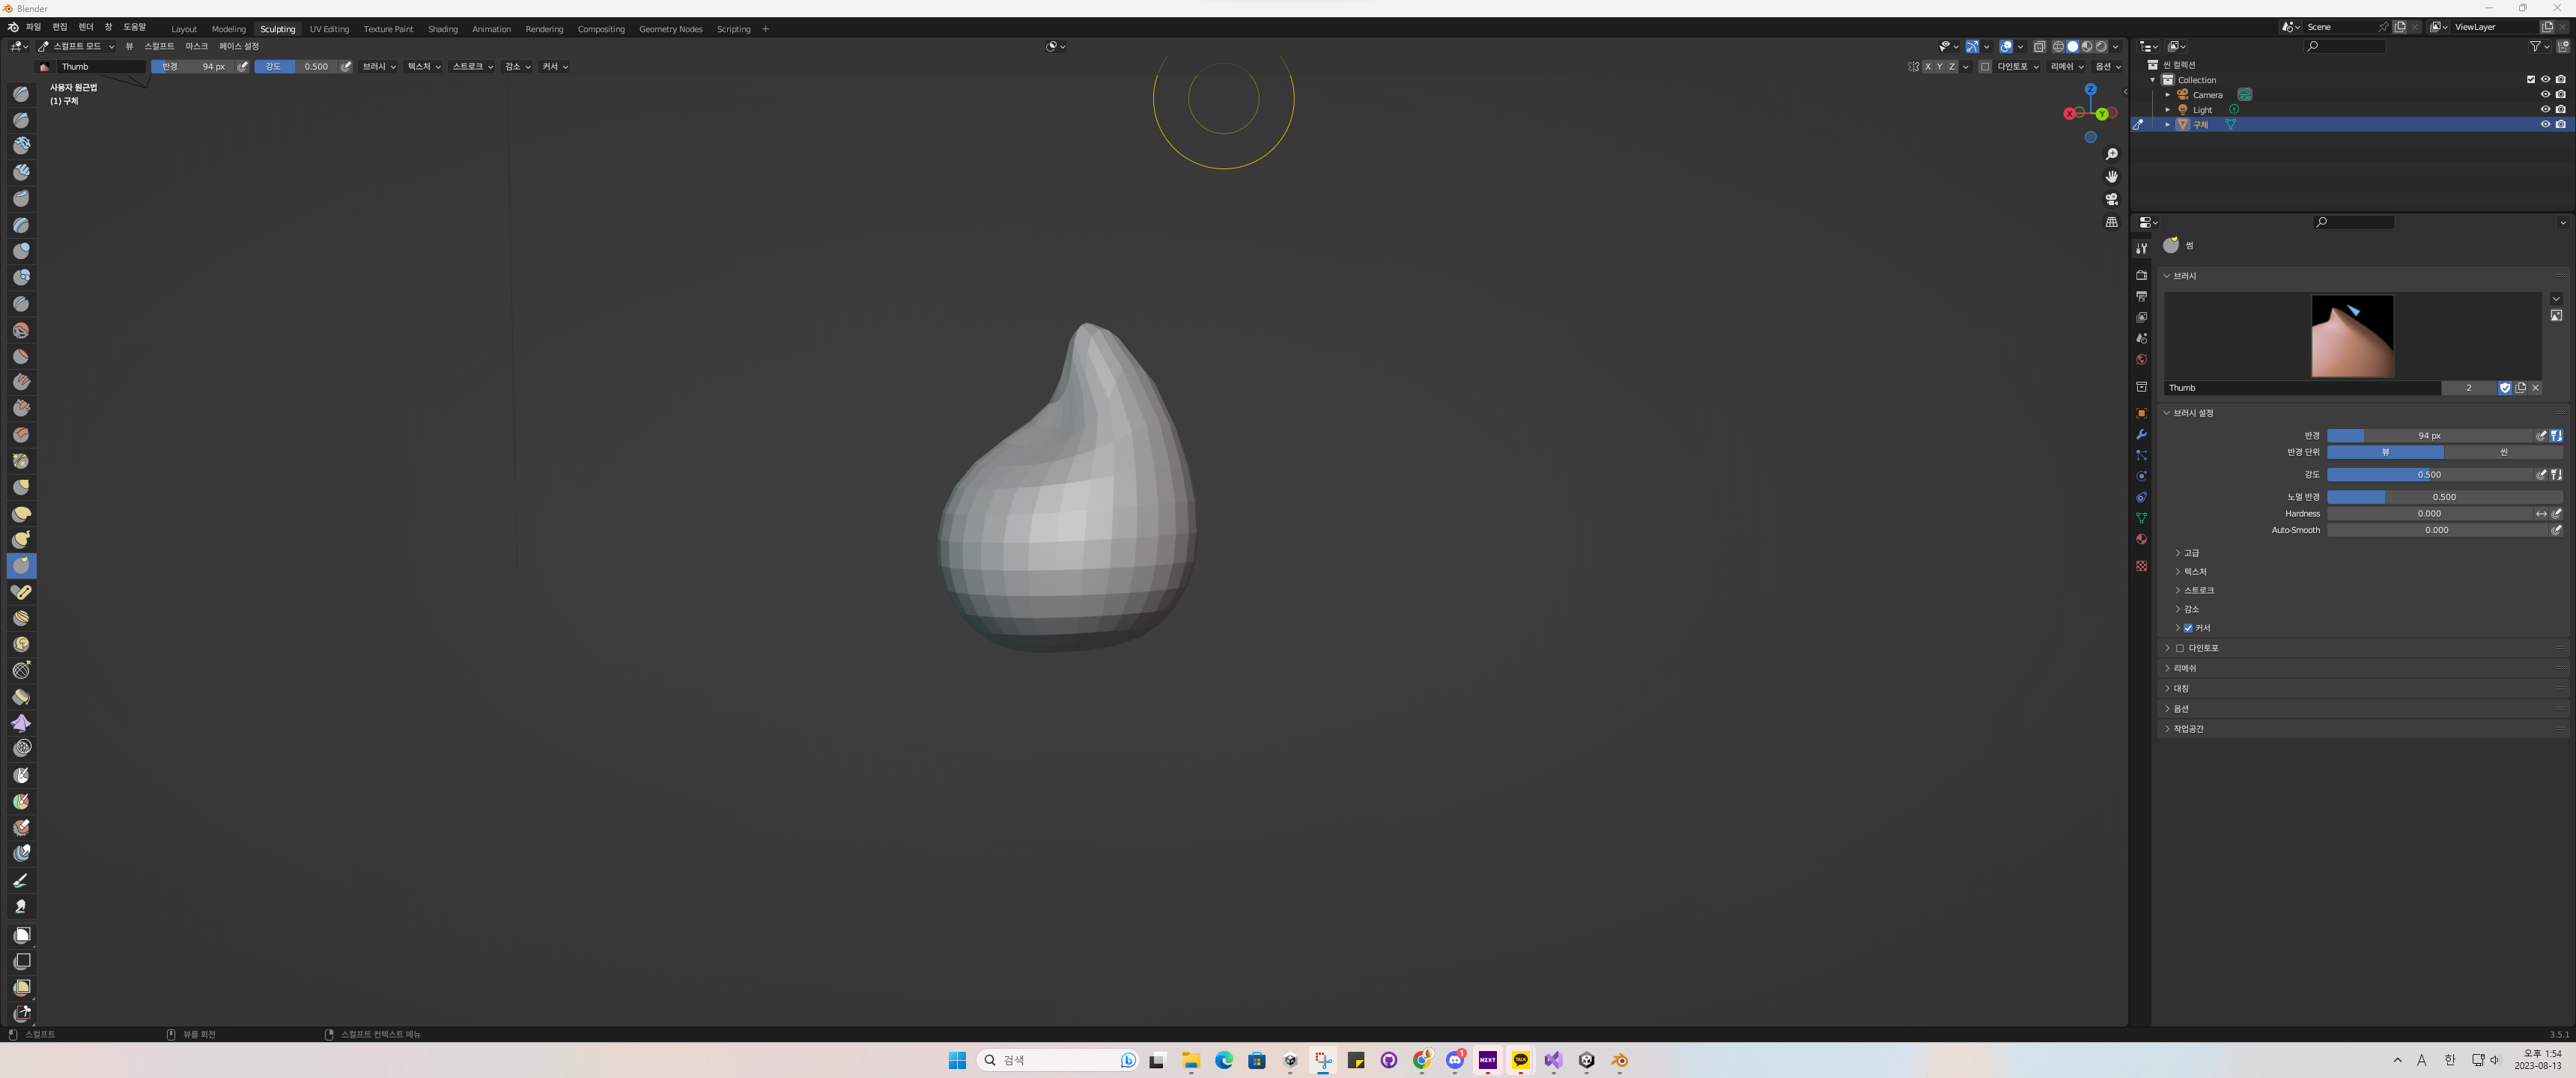 Blender
파일 편집 렌더 창 도움말 Layout Modeling Sculpting UV Editing Texture Paint Shading Animation Rendering Compositing Geometry Nodes Scripting + Scene ViewLayer
스컬프트 모드 뷰 스컬프트 마스크 페이스 설정
Thumb 반경 94 px 강도 0.500 브러시 텍스처 스트로크 감소 커서 X Y Z 다인토포 리메쉬 옵션
사용자 원근법
(1) 구체
Z
X Y
씬 컬렉션
Collection
Camera
Light
구체
썸
브러시
Thumb 2
브러시 설정
반경 94 px
반경 단위 뷰 씬
강도 0.500
노멀 반경 0.500
Hardness 0.000
Auto-Smooth 0.000
고급
텍스처
스트로크
감소
커서
다인토포
리메쉬
대칭
옵션
작업공간
스컬프트 뷰를 회전 스컬프트 컨텍스트 메뉴 3.5.1
검색 1 NZXT TALK A 한 오후 1:54
2023-08-13